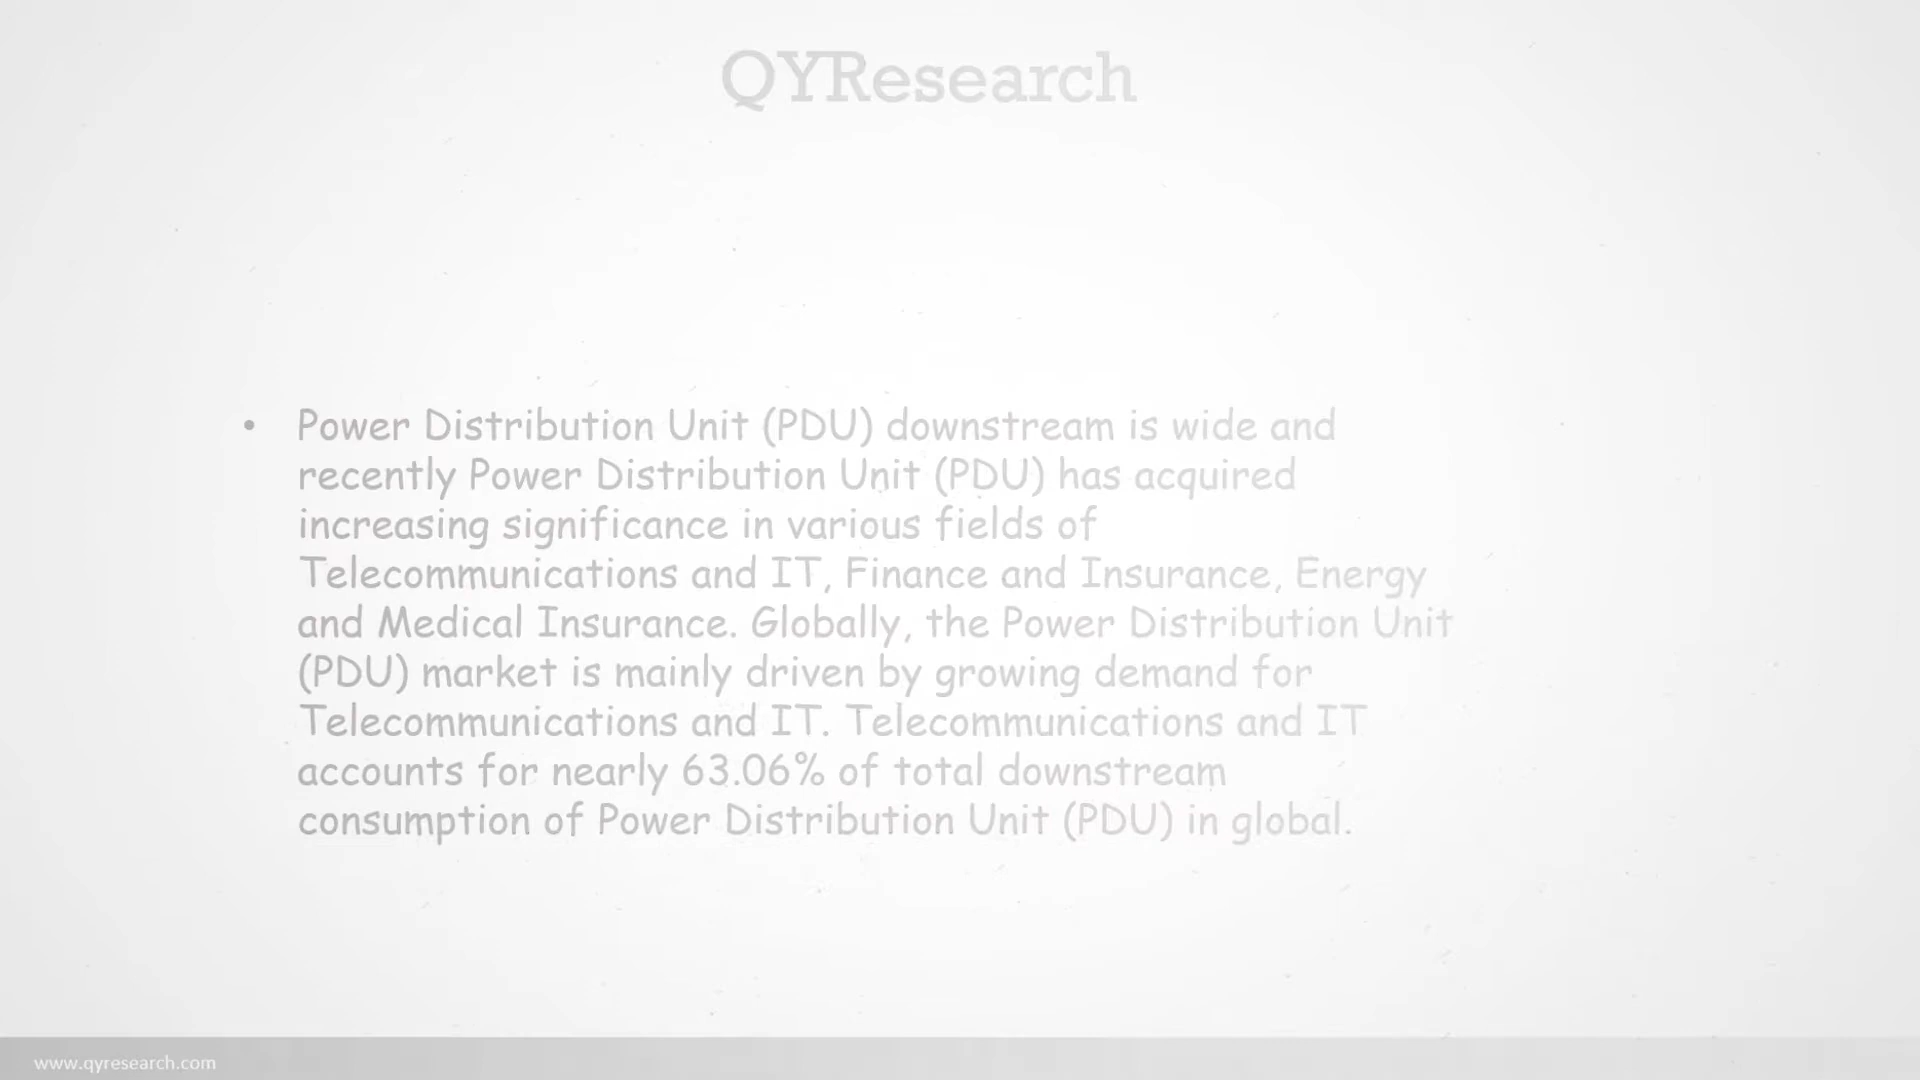 QYResearch
• Power Distribution Unit (PDU) downstream is wide and
recently Power Distribution Unit (PDU) has acquired
increasing significance in various fields of
Telecommunications and IT, Finance and Insurance, Energy
and Medical Insurance. Globally, the Power Distribution Unit
(PDU) market is mainly driven by growing demand for
Telecommunications and IT. Telecommunications and IT
accounts for nearly 63.06% of total downstream
consumption of Power Distribution Unit (PDU) in global.
www.qyresearch.com